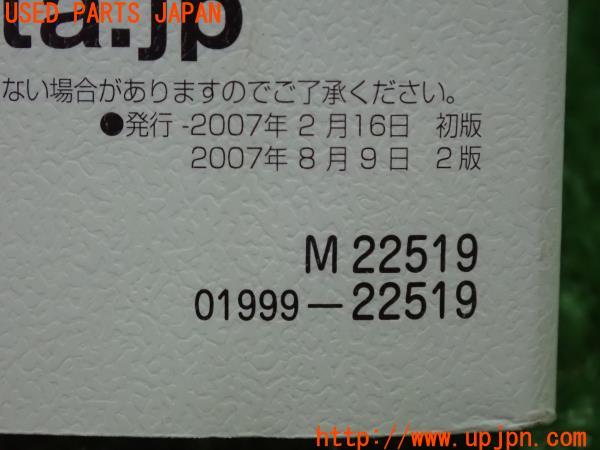 USED PARTS JAPAN
ta.jp
ない場合がありますのでご了承ください。
●発行 -2007年 2 月16日 初版
2007年 8 月 9 日 2 版
M 22519
01999－22519
http://www.upjpn.com